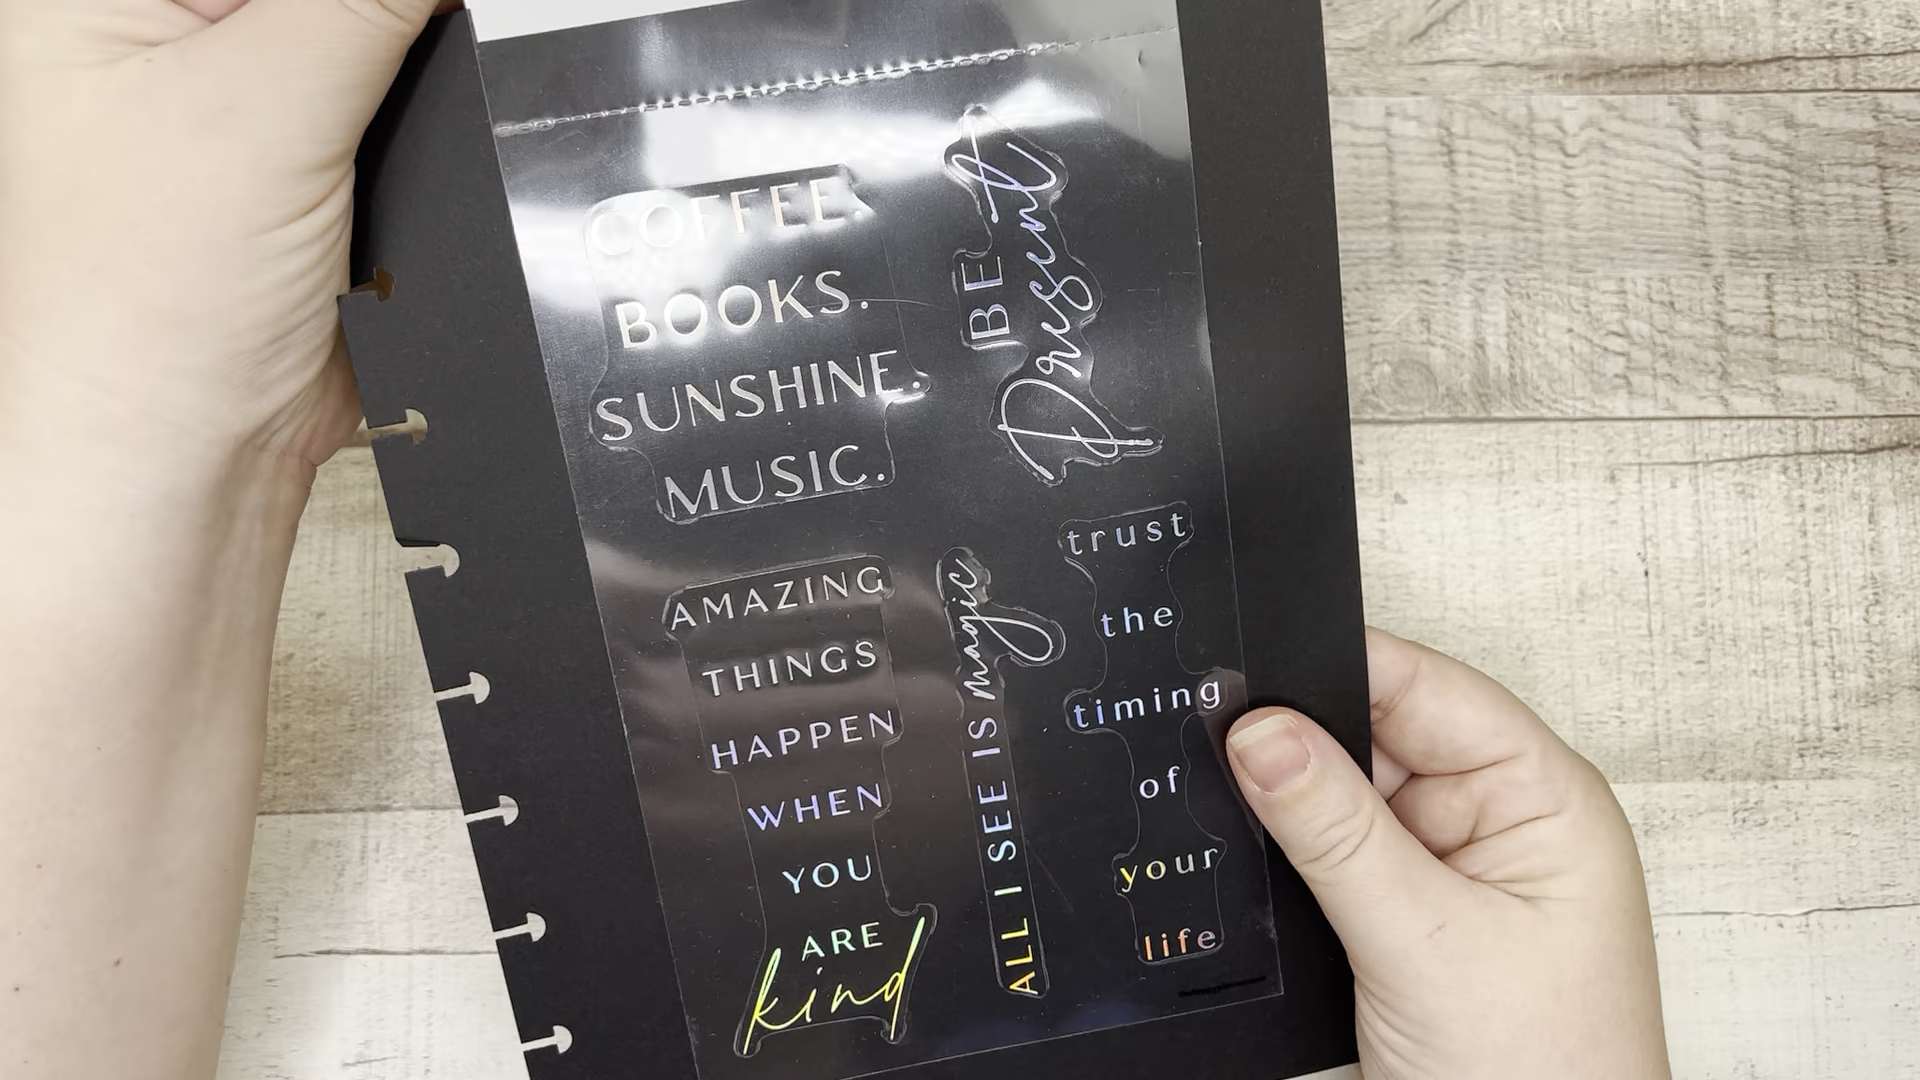 COFFEE.
BOOKS.
SUNSHINE.
MUSIC.
BE
Present
AMAZING
THINGS
HAPPEN
WHEN
YOU
ARE
kind
ALL I SEE IS magic
trust
the
timing
of
your
life